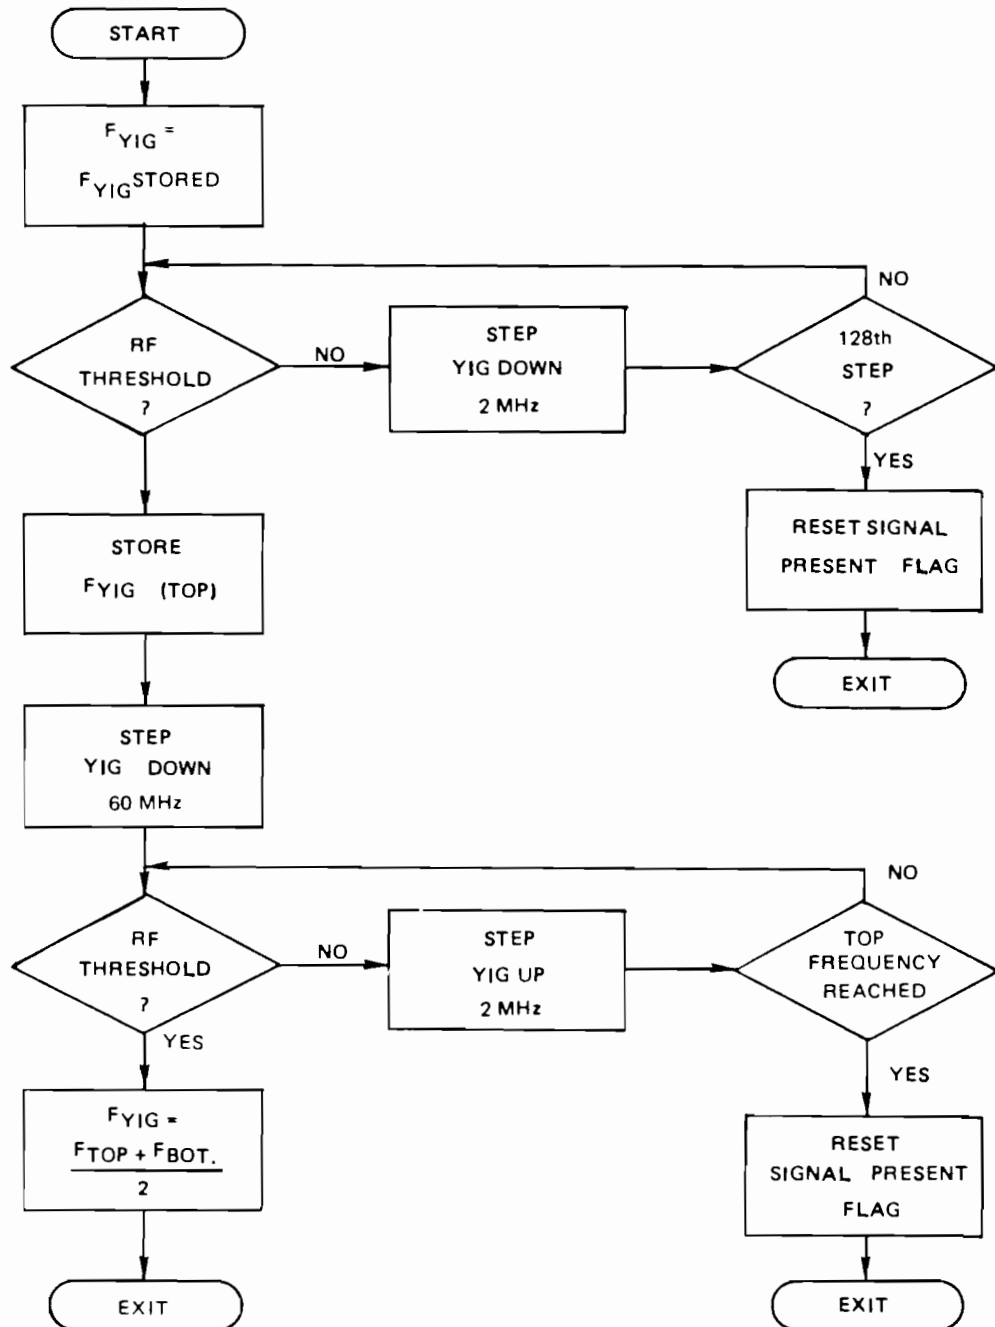 START
FYIG =
FYIG STORED
NO
RF
THRESHOLD
?
NO
STEP
YIG DOWN
2 MHz
128th
STEP
?
YES
STORE
FYIG (TOP)
RESET SIGNAL
PRESENT FLAG
EXIT
STEP
YIG DOWN
60 MHz
NO
RF
THRESHOLD
?
NO
STEP
YIG UP
2 MHz
TOP
FREQUENCY
REACHED
YES
YES
FYIG =
FTOP + FBOT.
2
RESET
SIGNAL PRESENT
FLAG
EXIT
EXIT